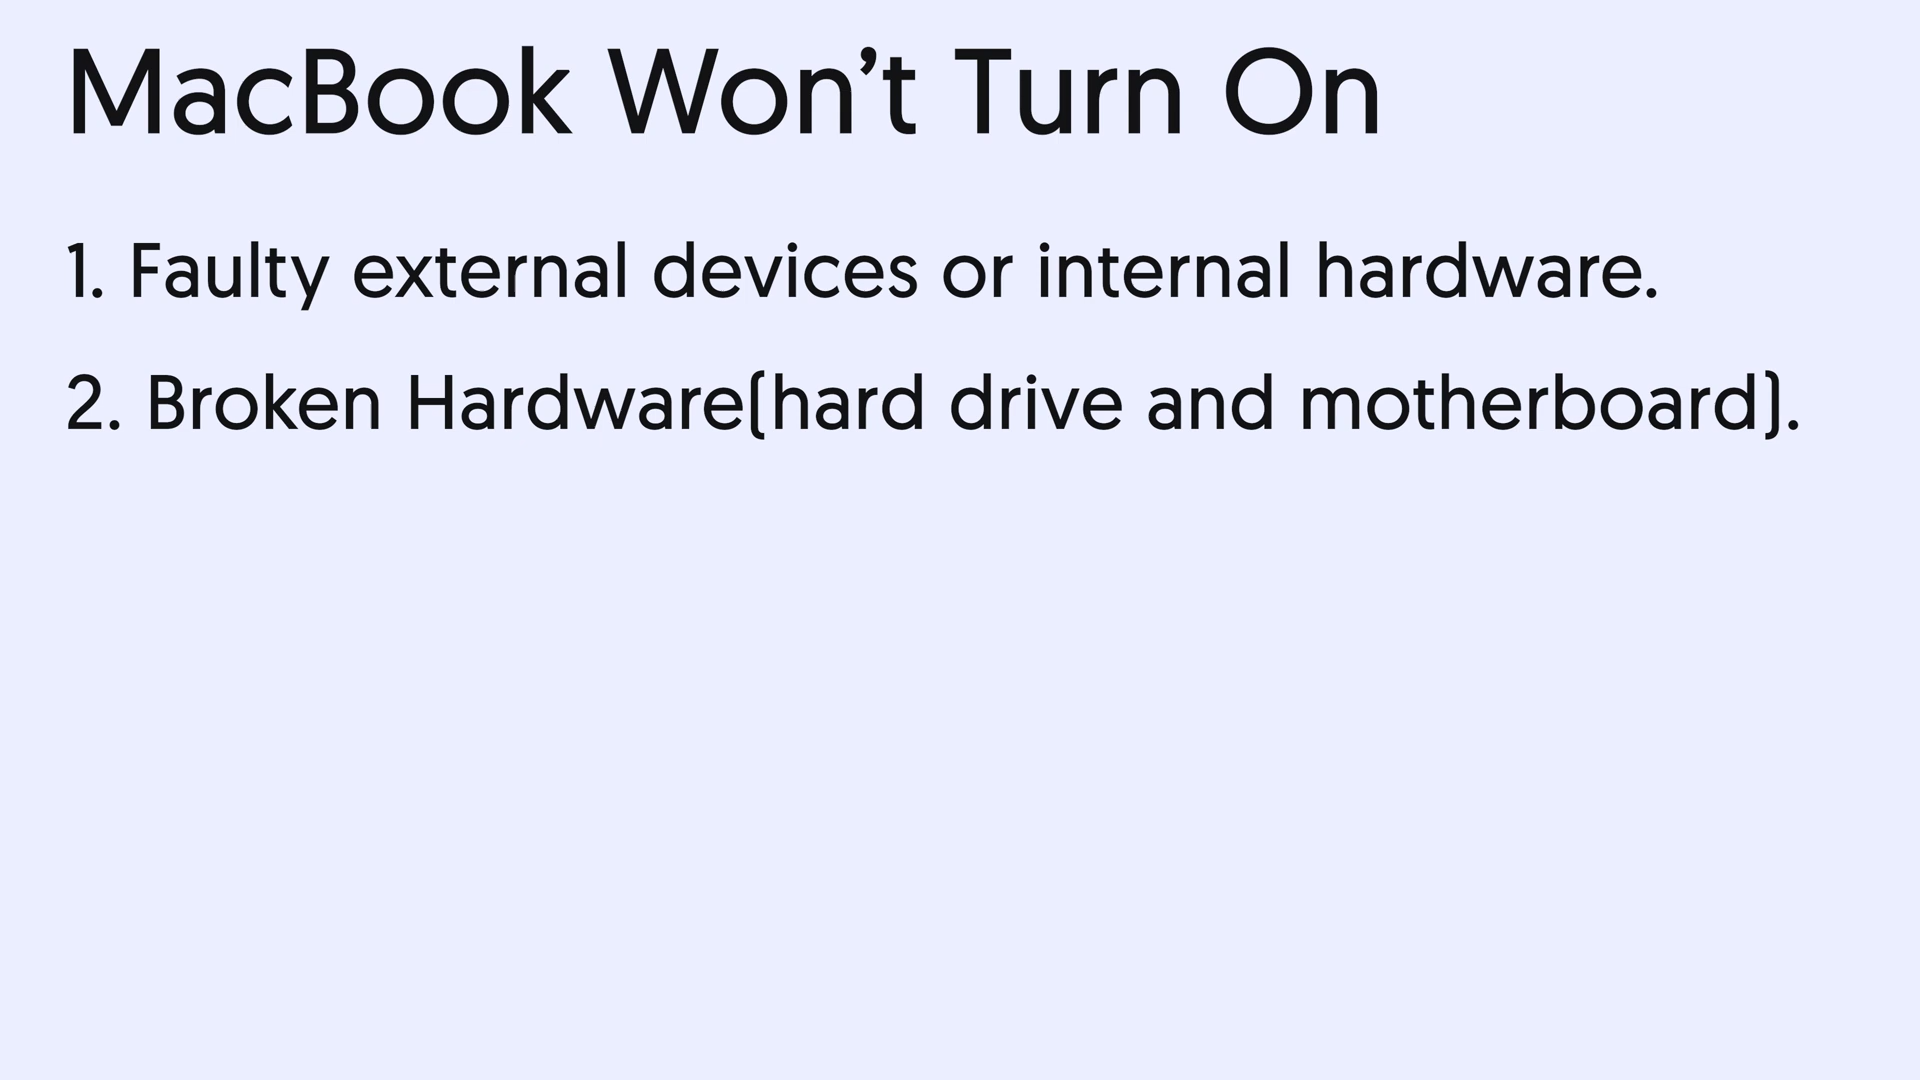 MacBook Won’t Turn On
1. Faulty external devices or internal hardware.
2. Broken Hardware(hard drive and motherboard).